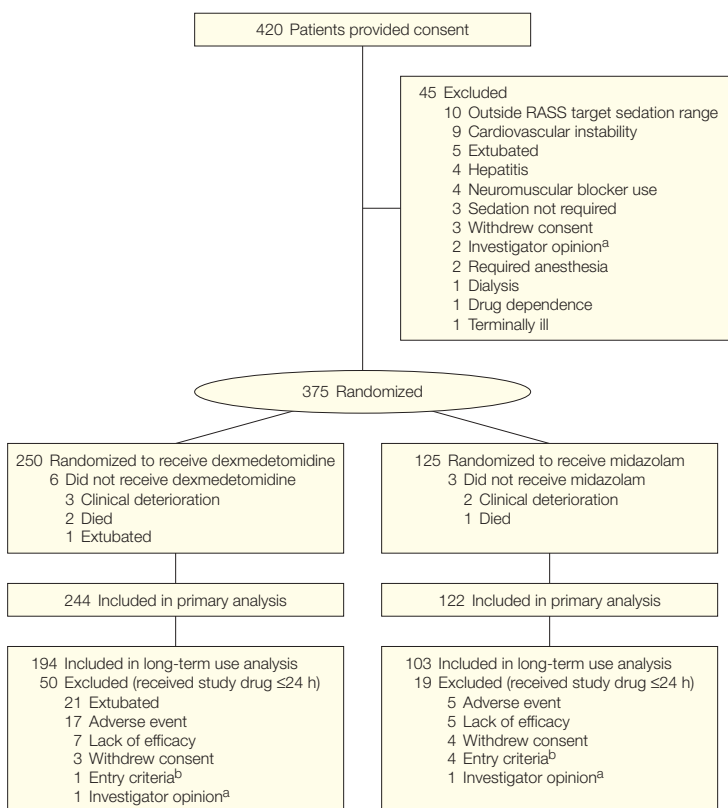 420 Patients provided consent
45 Excluded
10 Outside RASS target sedation range
9 Cardiovascular instability
5 Extubated
4 Hepatitis
4 Neuromuscular blocker use
3 Sedation not required
3 Withdrew consent
2 Investigator opinionᵃ
2 Required anesthesia
1 Dialysis
1 Drug dependence
1 Terminally ill
375 Randomized
250 Randomized to receive dexmedetomidine
6 Did not receive dexmedetomidine
3 Clinical deterioration
2 Died
1 Extubated
125 Randomized to receive midazolam
3 Did not receive midazolam
2 Clinical deterioration
1 Died
244 Included in primary analysis
122 Included in primary analysis
194 Included in long-term use analysis
50 Excluded (received study drug ≤24 h)
21 Extubated
17 Adverse event
7 Lack of efficacy
3 Withdrew consent
1 Entry criteriaᵇ
1 Investigator opinionᵃ
103 Included in long-term use analysis
19 Excluded (received study drug ≤24 h)
5 Adverse event
5 Lack of efficacy
4 Withdrew consent
4 Entry criteriaᵇ
1 Investigator opinionᵃ